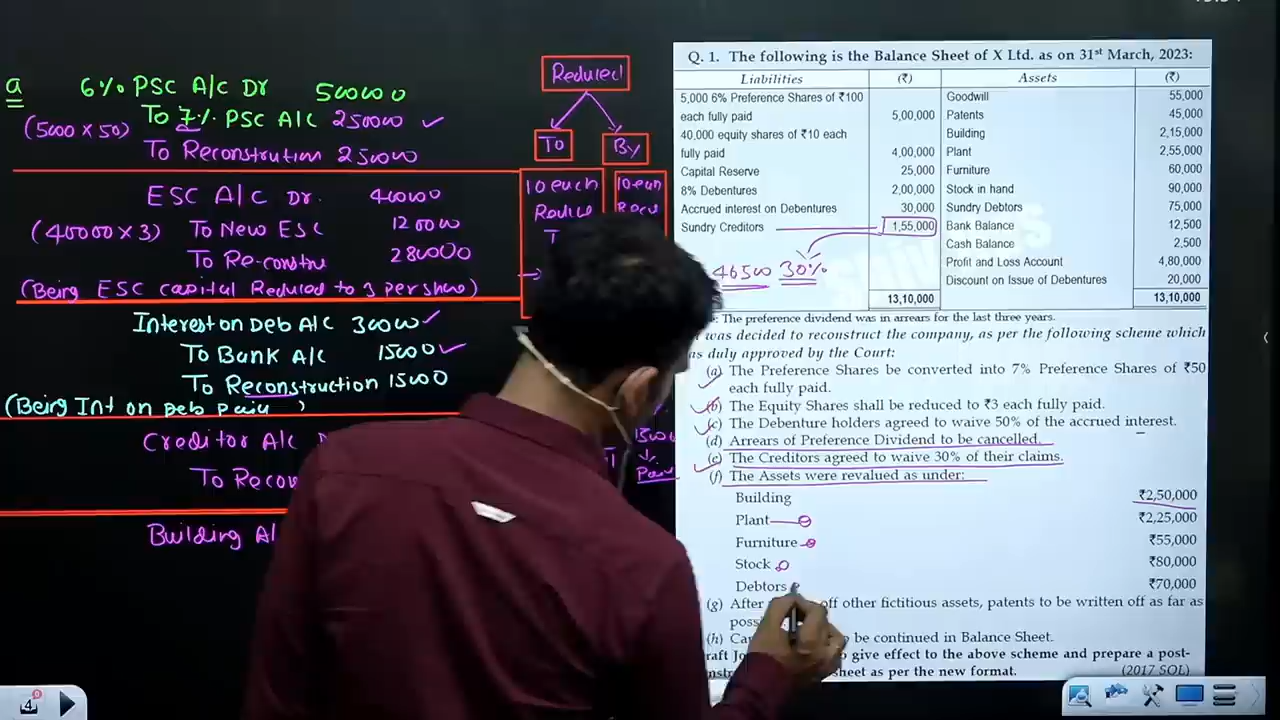 a
6% PSC A/C Dr 500000
To 7% PSC A/C 250000
(5000 x 50)
To Reconstrution 250000
ESC A/C Dr. 400000
(40000 x 3) To New ESC 120000
To Re-constru 280000
(Being ESC capital Reduced to 3 per share)
Interest on Deb A/C 30000
To Bank A/C 15000
To Reconstruction 15000
(Being Int on Deb paid )
Creditor A/C
To Recon
Building A/
Reduced
To By
10 each
Reduce
10 each
15000
Paid
Q. 1. The following is the Balance Sheet of X Ltd. as on 31st March, 2023:
Liabilities (₹) Assets (₹)
5,000 6% Preference Shares of ₹100 Goodwill 55,000
each fully paid 5,00,000 Patents 45,000
40,000 equity shares of ₹10 each Building 2,15,000
fully paid 4,00,000 Plant 2,55,000
Capital Reserve 25,000 Furniture 60,000
8% Debentures 2,00,000 Stock in hand 90,000
Accrued interest on Debentures 30,000 Sundry Debtors 75,000
Sundry Creditors 1,55,000 Bank Balance 12,500
Cash Balance 2,500
46500 30% Profit and Loss Account 4,80,000
Discount on Issue of Debentures 20,000
13,10,000 13,10,000
The preference dividend was in arrears for the last three years.
was decided to reconstruct the company, as per the following scheme which
as duly approved by the Court:
(a) The Preference Shares be converted into 7% Preference Shares of ₹50
each fully paid.
(b) The Equity Shares shall be reduced to ₹3 each fully paid.
(c) The Debenture holders agreed to waive 50% of the accrued interest.
(d) Arrears of Preference Dividend to be cancelled.
(e) The Creditors agreed to waive 30% of their claims.
(f) The Assets were revalued as under:
Building ₹2,50,000
Plant ₹2,25,000
Furniture ₹55,000
Stock ₹80,000
Debtors ₹70,000
(g) After off other fictitious assets, patents to be written off as far as
poss
(h) Ca be continued in Balance Sheet.
raft Jo o give effect to the above scheme and prepare a post-
nstr heet as per the new format. (2017 SOL)
4